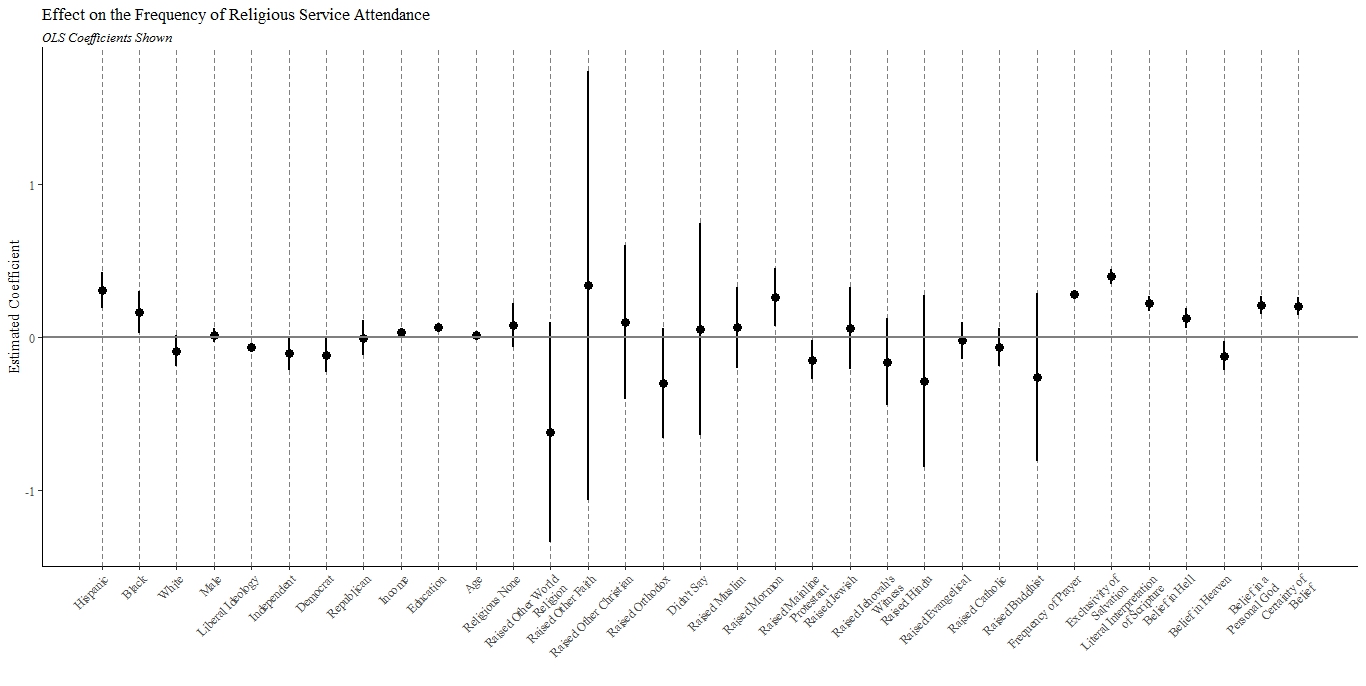 Effect on the Frequency of Religious Service Attendance
OLS Coefficients Shown
Estimated Coefficient
1
0
-1
Hispanic
Black
White
Male
Liberal Ideology
Independent
Democrat
Republican
Income
Education
Age
Religious None
Raised Other World
Religion
Raised Other Faith
Raised Other Christian
Raised Orthodox
Didn't Say
Raised Muslim
Raised Mormon
Raised Mainline
Protestant
Raised Jewish
Raised Jehovah's
Witness
Raised Hindu
Raised Evangelical
Raised Catholic
Raised Buddhist
Frequency of Prayer
Exclusivity of
Salvation
Literal Interpretation
of Scripture
Belief in Hell
Belief in Heaven
Belief in a
Personal God
Certainty of
Belief